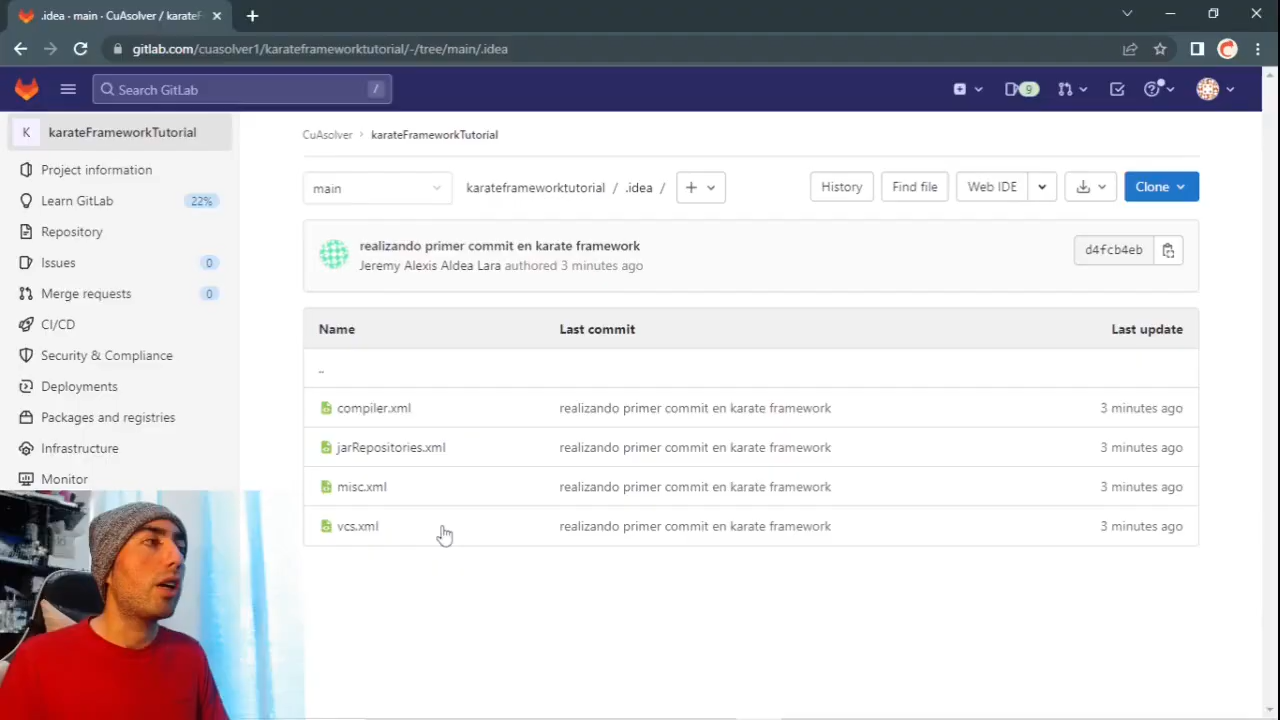 .idea · main · CuAsolver / karateF
gitlab.com/cuasolver1/karateframeworktutorial/-/tree/main/.idea
Search GitLab /
9
K karateFrameworkTutorial
Project information
Learn GitLab 22%
Repository
Issues 0
Merge requests 0
CI/CD
Security & Compliance
Deployments
Packages and registries
Infrastructure
Monitor
CuAsolver › karateFrameworkTutorial
main karateframeworktutorial / .idea / + History Find file Web IDE Clone
realizando primer commit en karate framework
Jeremy Alexis Aldea Lara authored 3 minutes ago
d4fcb4eb
Name Last commit Last update
..
compiler.xml realizando primer commit en karate framework 3 minutes ago
jarRepositories.xml realizando primer commit en karate framework 3 minutes ago
misc.xml realizando primer commit en karate framework 3 minutes ago
vcs.xml realizando primer commit en karate framework 3 minutes ago